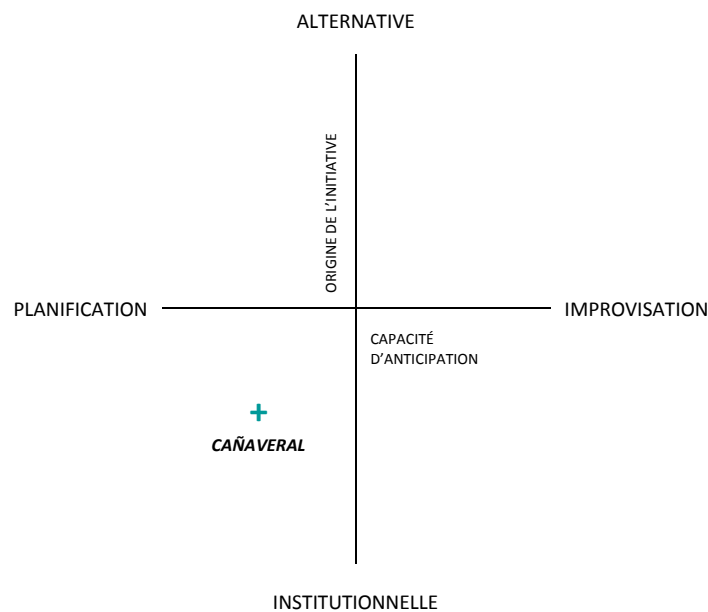 ALTERNATIVE
ORIGINE DE L'INITIATIVE
PLANIFICATION
IMPROVISATION
CAPACITÉ
D'ANTICIPATION
+
CAÑAVERAL
INSTITUTIONNELLE